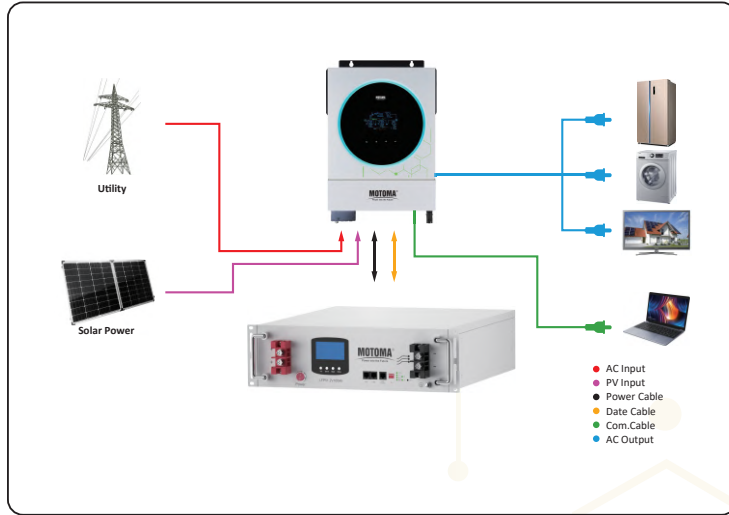 MOTOMA
Utility
Solar Power
MOTOMA
AC Input
PV Input
Power Cable
Date Cable
Com.Cable
AC Output